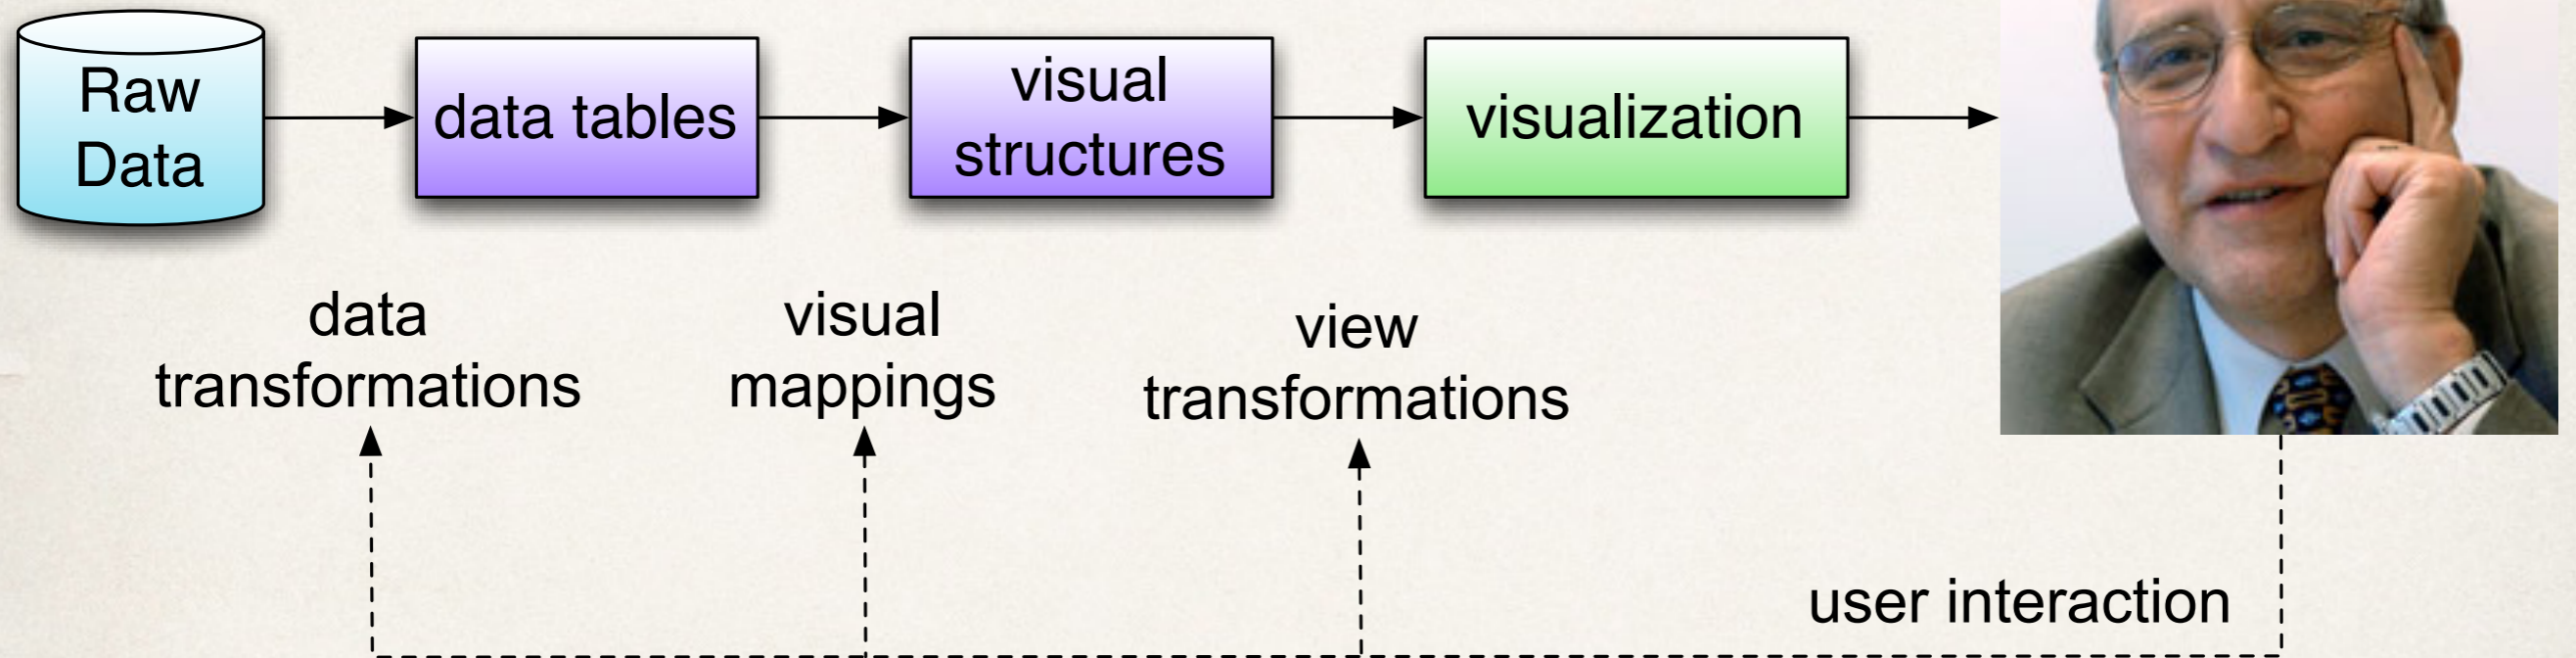 Raw
Data
data tables
visual
structures
visualization
data
transformations
visual
mappings
view
transformations
user interaction